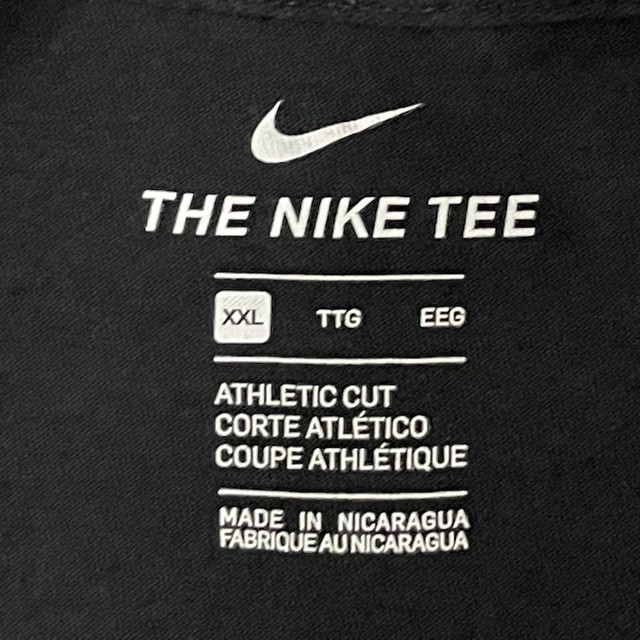 THE NIKE TEE
XXL TTG EEG
ATHLETIC CUT
CORTE ATLÉTICO
COUPE ATHLÉTIQUE
MADE IN NICARAGUA
FABRIQUE AU NICARAGUA